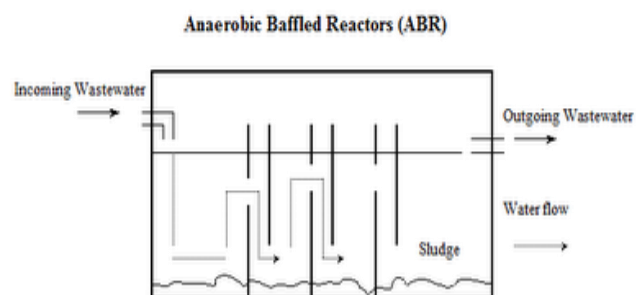 Anaerobic Baffled Reactors (ABR)
Incoming Wastewater
Outgoing Wastewater
Water flow
Sludge